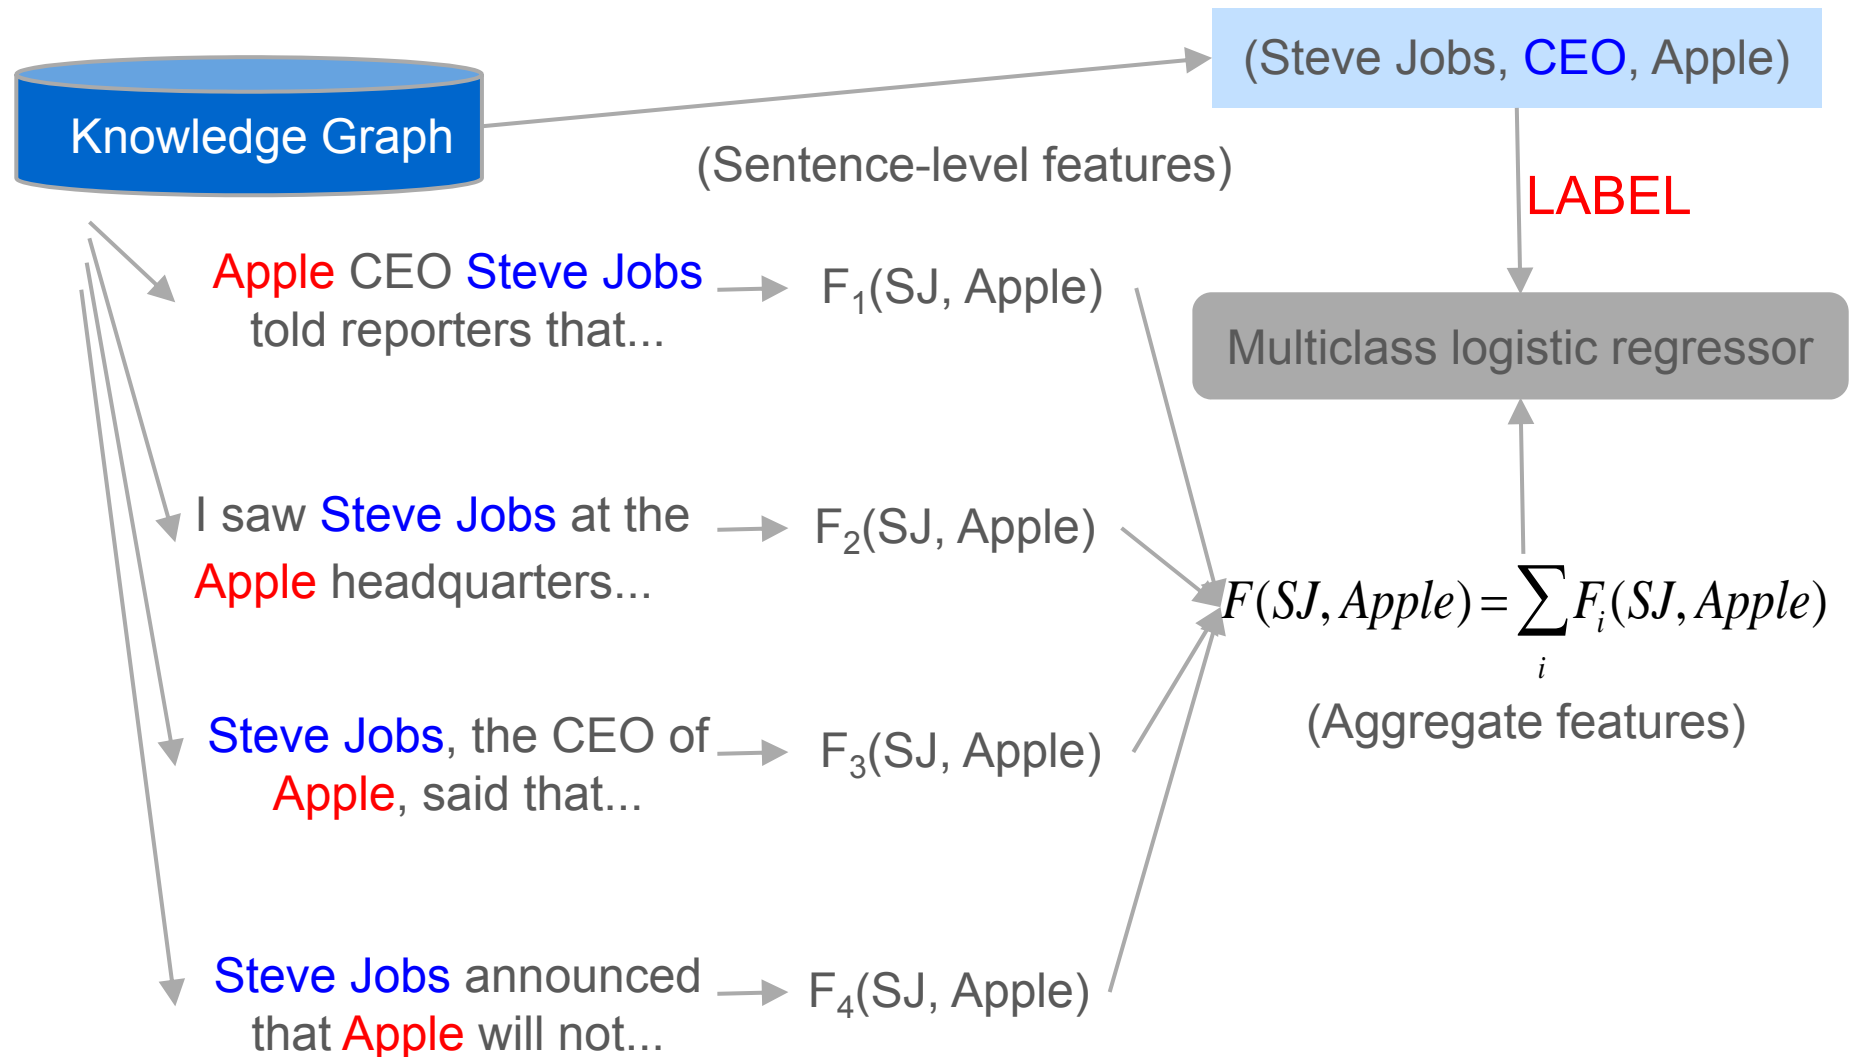 (Steve Jobs, CEO, Apple)
Knowledge Graph
(Sentence-level features)
LABEL
Apple CEO Steve Jobs
told reporters that...
F₁(SJ, Apple)
Multiclass logistic regressor
I saw Steve Jobs at the
Apple headquarters...
F₂(SJ, Apple)
F(SJ, Apple) = ∑ᵢ Fᵢ(SJ, Apple)
(Aggregate features)
Steve Jobs, the CEO of
Apple, said that...
F₃(SJ, Apple)
Steve Jobs announced
that Apple will not...
F₄(SJ, Apple)